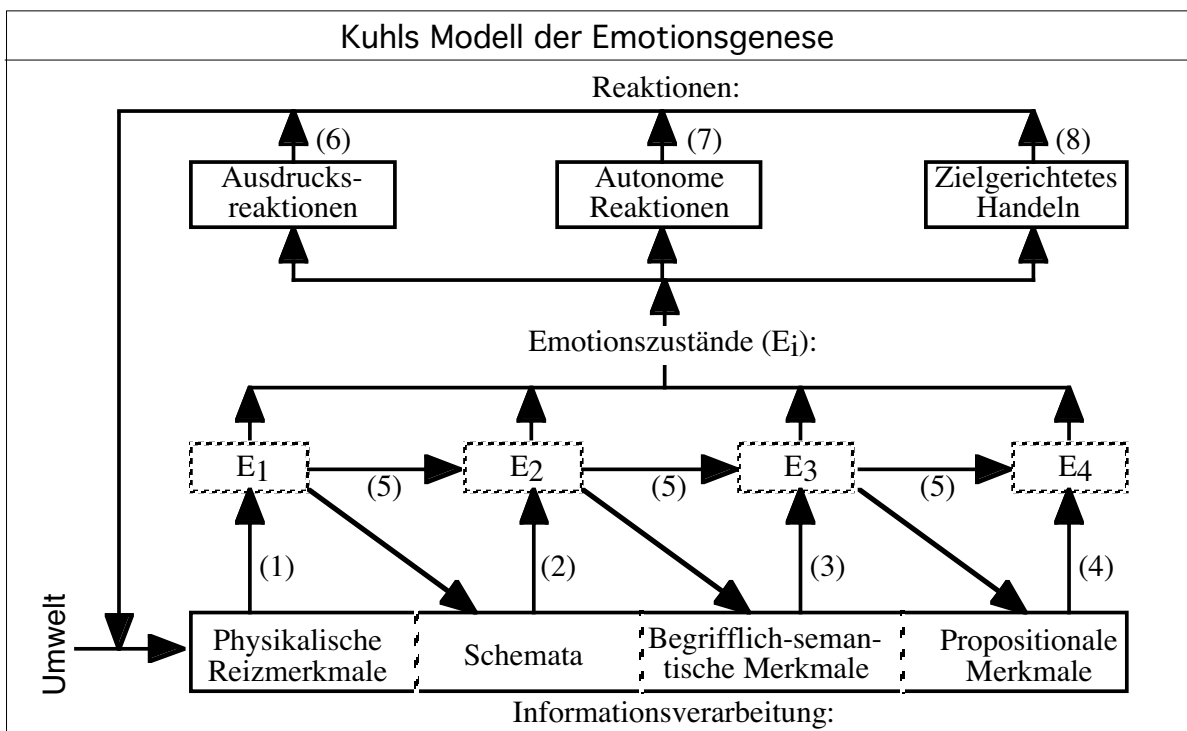 Kuhls Modell der Emotionsgenese
Reaktionen:
(6)
(7)
(8)
Ausdrucks-
reaktionen
Autonome
Reaktionen
Zielgerichtetes
Handeln
Emotionszustände (Ei):
E1
E2
E3
E4
(5)
(5)
(5)
(1)
(2)
(3)
(4)
Umwelt
Physikalische
Reizmerkmale
Schemata
Begrifflich-seman-
tische Merkmale
Propositionale
Merkmale
Informationsverarbeitung: